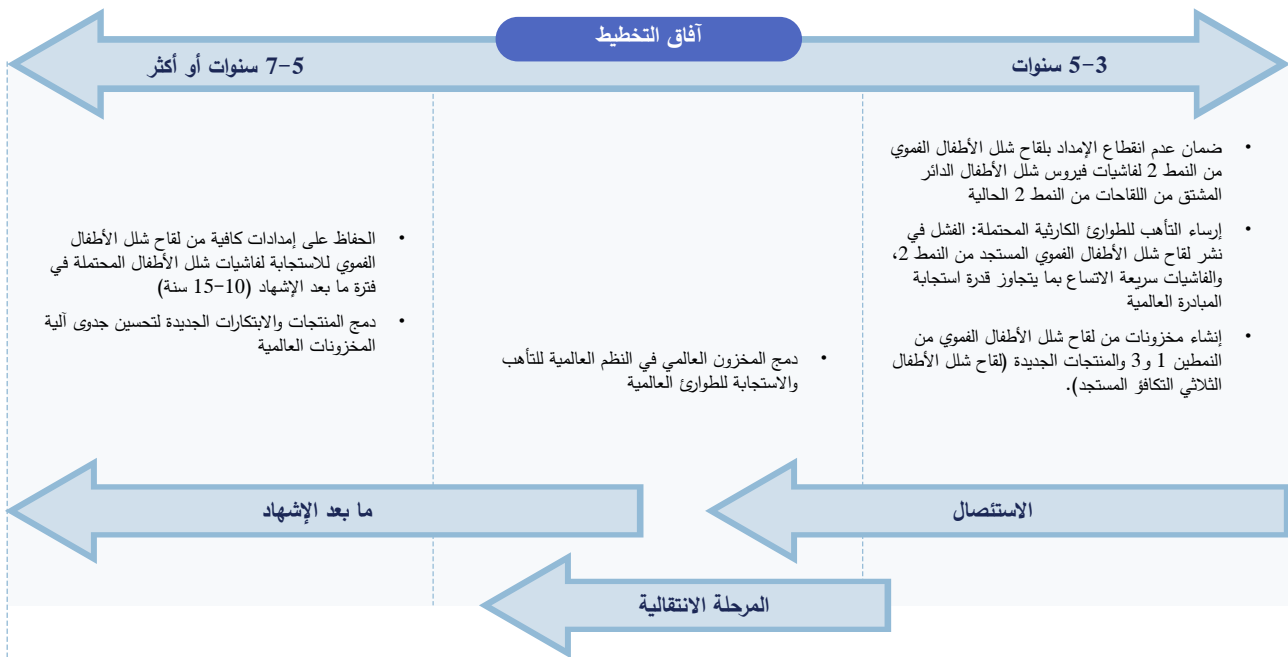 آفاق التخطيط
3-5 سنوات
5-7 سنوات أو أكثر
• ضمان عدم انقطاع الإمداد بلقاح شلل الأطفال الفموي
من النمط 2 لفاشيات فيروس شلل الأطفال الدائر
المشتق من اللقاحات من النمط 2 الحالية
• إرساء التأهب للطوارئ الكارثية المحتملة: الفشل في
نشر لقاح شلل الأطفال الفموي المستجد من النمط 2،
والفاشيات سريعة الاتساع بما يتجاوز قدرة استجابة
المبادرة العالمية
• إنشاء مخزونات من لقاح شلل الأطفال الفموي من
النمطين 1 و3 والمنتجات الجديدة (لقاح شلل الأطفال
الثلاثي التكافؤ المستجد).
• دمج المخزون العالمي في النظم العالمية للتأهب
والاستجابة للطوارئ العالمية
• الحفاظ على إمدادات كافية من لقاح شلل الأطفال
الفموي للاستجابة لفاشيات شلل الأطفال المحتملة في
فترة ما بعد الإشهاد (10-15 سنة)
• دمج المنتجات والابتكارات الجديدة لتحسين جدوى آلية
المخزونات العالمية
الاستئصال
ما بعد الإشهاد
المرحلة الانتقالية